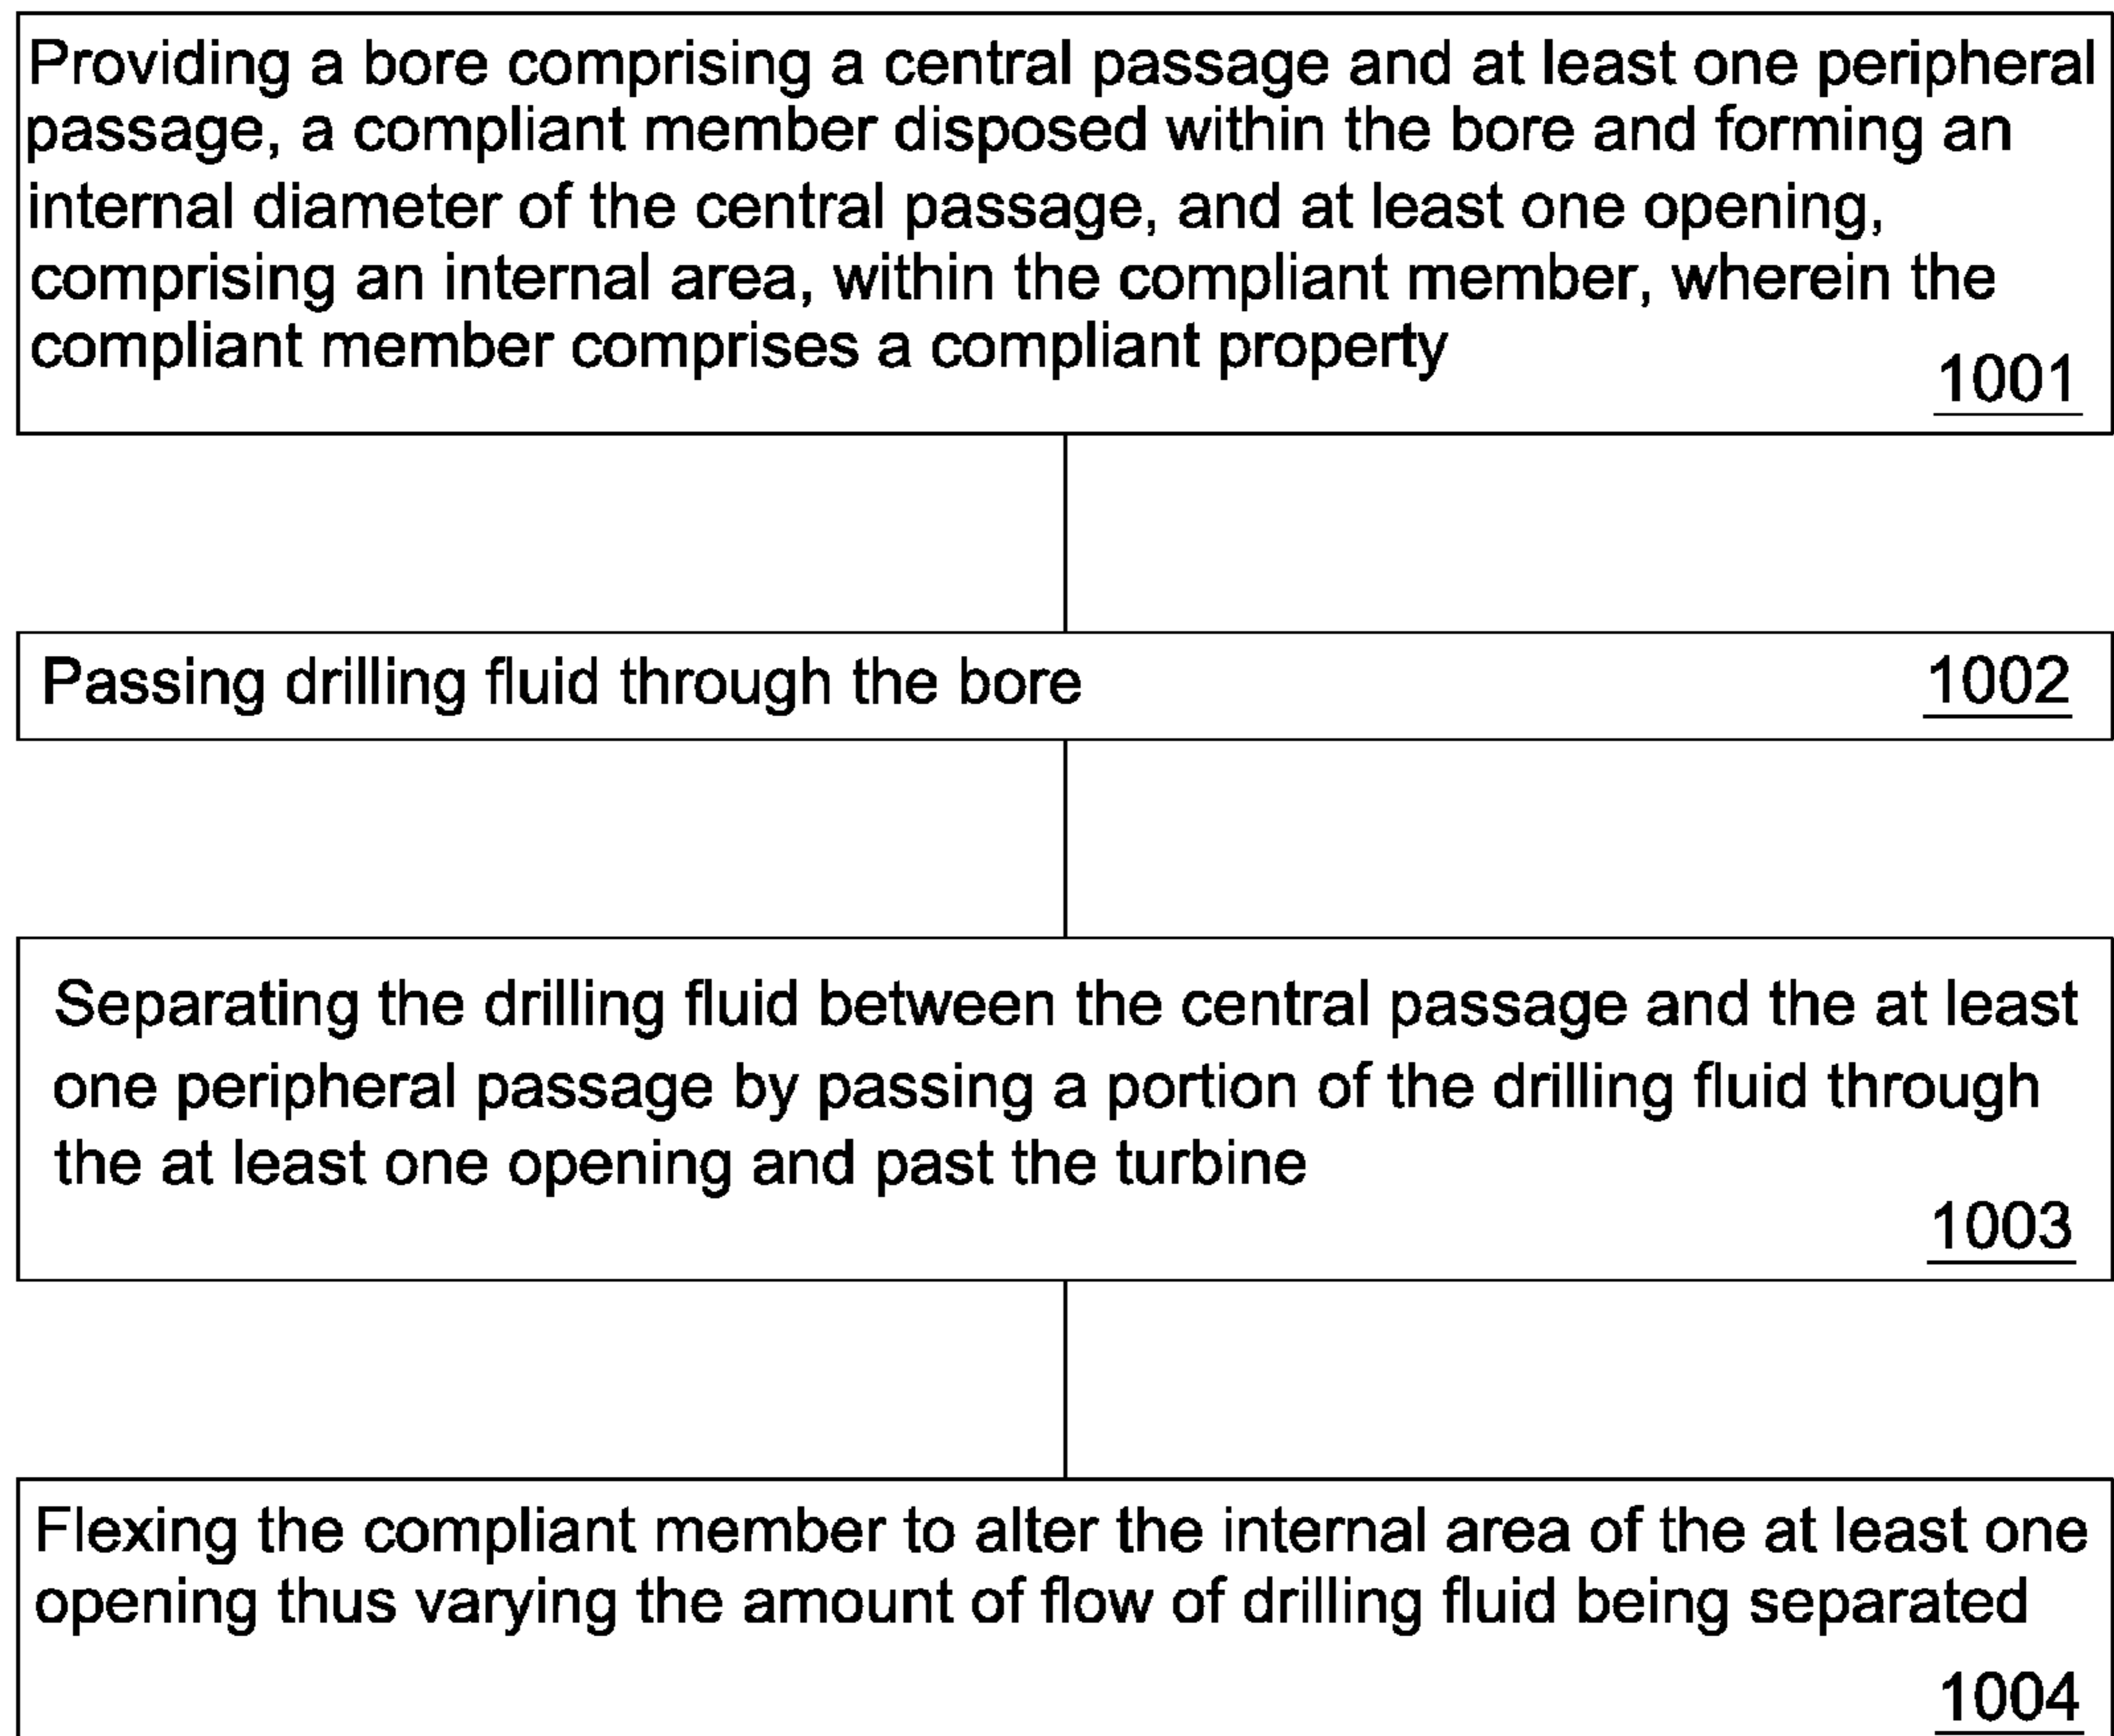 Providing a bore comprising a central passage and at least one peripheral
passage, a compliant member disposed within the bore and forming an
internal diameter of the central passage, and at least one opening,
comprising an internal area, within the compliant member, wherein the
compliant member comprises a compliant property
1001
Passing drilling fluid through the bore 1002
Separating the drilling fluid between the central passage and the at least
one peripheral passage by passing a portion of the drilling fluid through
the at least one opening and past the turbine
1003
Flexing the compliant member to alter the internal area of the at least one
opening thus varying the amount of flow of drilling fluid being separated
1004